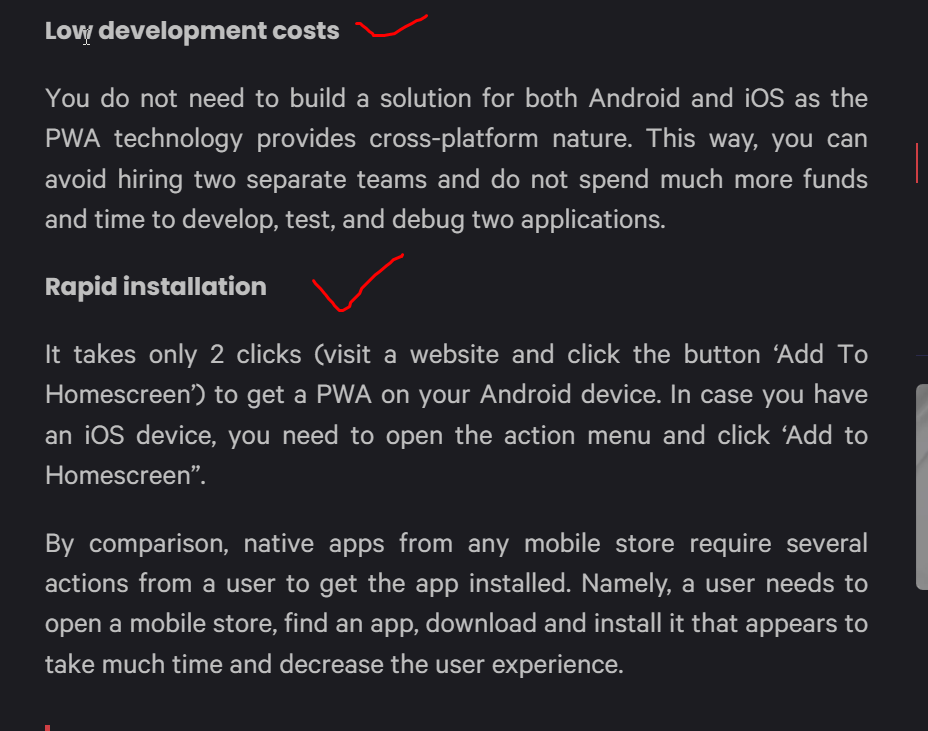 Low development costs
You do not need to build a solution for both Android and iOS as the
PWA technology provides cross-platform nature. This way, you can
avoid hiring two separate teams and do not spend much more funds
and time to develop, test, and debug two applications.
Rapid installation
It takes only 2 clicks (visit a website and click the button ‘Add To
Homescreen’) to get a PWA on your Android device. In case you have
an iOS device, you need to open the action menu and click ‘Add to
Homescreen”.
By comparison, native apps from any mobile store require several
actions from a user to get the app installed. Namely, a user needs to
open a mobile store, find an app, download and install it that appears to
take much time and decrease the user experience.